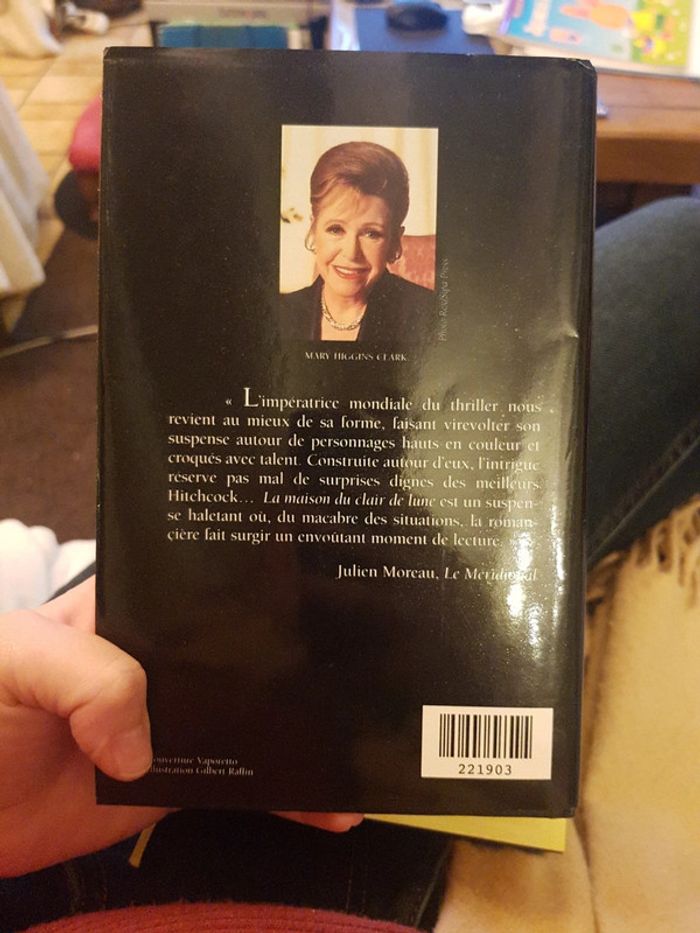 Photo Rea/Sipa Press
MARY HIGGINS CLARK
« L'impératrice mondiale du thriller nous
revient au mieux de sa forme, faisant virevolter son
suspense autour de personnages hauts en couleur et
croqués avec talent. Construite autour d'eux, l'intrigue
réserve pas mal de surprises dignes des meilleurs
Hitchcock... La maison du clair de lune est un suspen-
se haletant où, du macabre des situations, la roman-
cière fait surgir un envoûtant moment de lecture. »
Julien Moreau, Le Méridional
221903
ouverture Vaporetto
llustration Gilbert Raffin